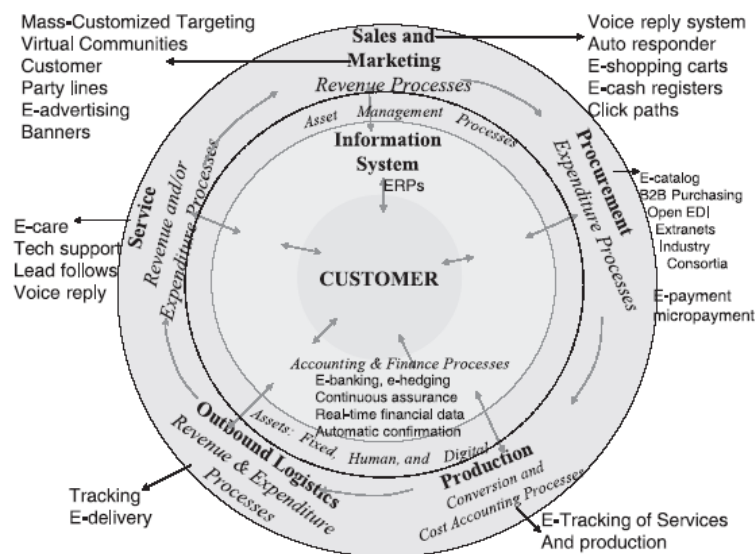 Mass-Customized Targeting
Virtual Communities
Customer
Party lines
E-advertising
Banners
Sales and
Marketing
Revenue Processes
Voice reply system
Auto responder
E-shopping carts
E-cash registers
Click paths
Asset Management Processes
Information
System
ERPs
Procurement
Expenditure Processes
E-catalog
B2B Purchasing
Open EDI
Extranets
Industry
Consortia
E-payment
micropayment
Service
Revenue and/or
Expenditure Processes
E-care
Tech support
Lead follows
Voice reply
CUSTOMER
Accounting & Finance Processes
E-banking, e-hedging
Continuous assurance
Real-time financial data
Automatic confirmation
Assets: Fixed, Human, and Digital
Outbound Logistics
Revenue & Expenditure
Processes
Tracking
E-delivery
Production
Conversion and
Cost Accounting Processes
E-Tracking of Services
And production